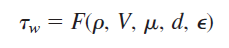 τw = F(ρ, V, μ, d, ϵ)